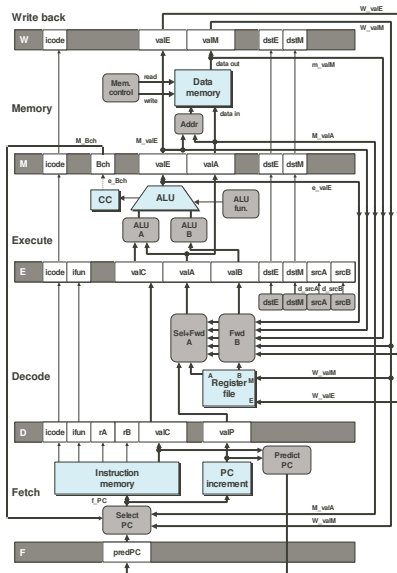 W_valE
Write back
W_valM
W icode valE valM dstE dstM
data out
m_valM
Mem. control
read
write
Data memory
Memory
data in
Addr
M_Bch
M_valE
M_valA
M icode Bch valE valA dstE dstM
e_Bch
e_valE
CC
ALU
ALU fun.
ALU A
ALU B
Execute
E icode ifun valC valA valB dstE dstM srcA srcB
d_srcA d_srcB
dstE dstM srcA srcB
Sel+Fwd A
Fwd B
Decode
A B
Register file
M
E
W_valM
W_valE
D icode ifun rA rB valC valP
Predict PC
Instruction memory
PC increment
Fetch
f_PC
M_valA
Select PC
W_valM
F predPC